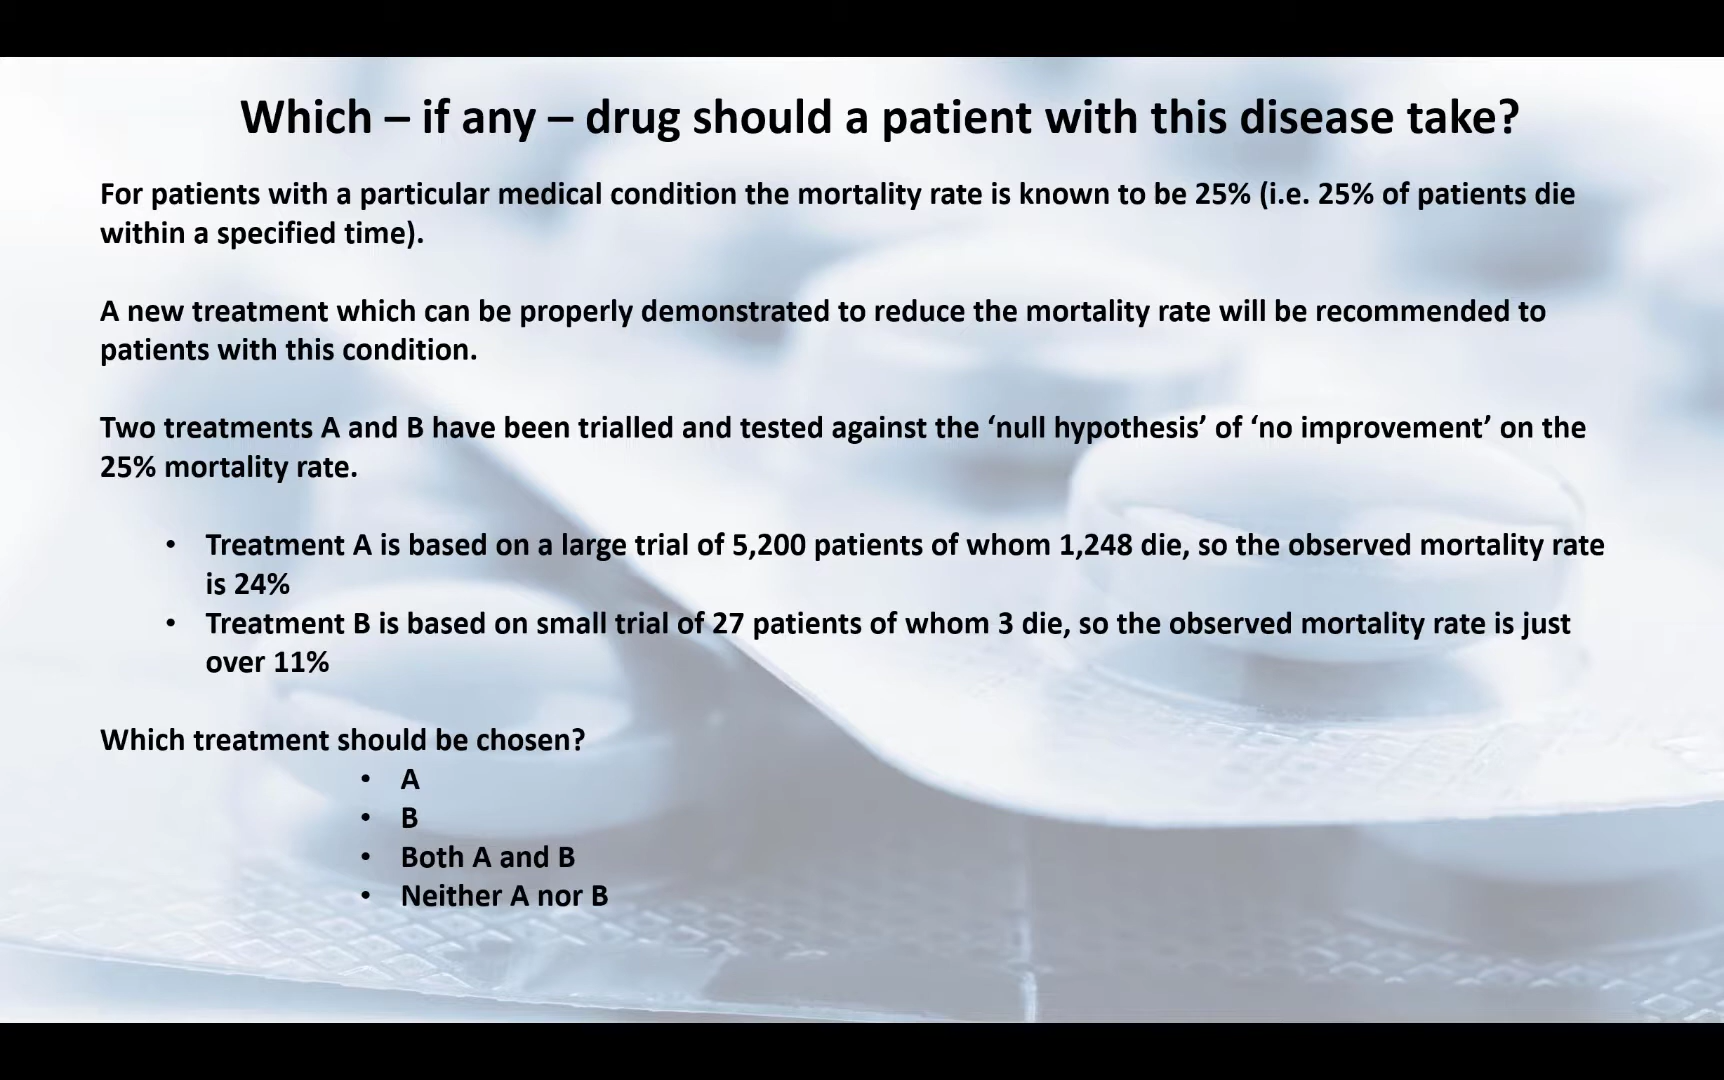 Which – if any – drug should a patient with this disease take?
For patients with a particular medical condition the mortality rate is known to be 25% (i.e. 25% of patients die
within a specified time).
A new treatment which can be properly demonstrated to reduce the mortality rate will be recommended to
patients with this condition.
Two treatments A and B have been trialled and tested against the ‘null hypothesis’ of ‘no improvement’ on the
25% mortality rate.
• Treatment A is based on a large trial of 5,200 patients of whom 1,248 die, so the observed mortality rate
is 24%
• Treatment B is based on small trial of 27 patients of whom 3 die, so the observed mortality rate is just
over 11%
Which treatment should be chosen?
• A
• B
• Both A and B
• Neither A nor B